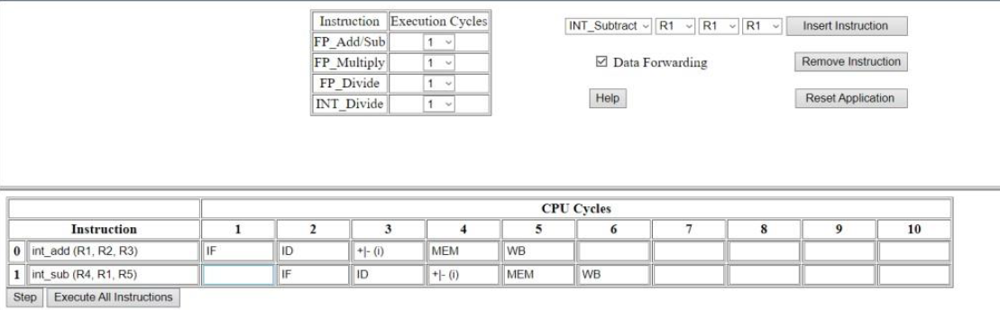 Instruction Execution Cycles
FP_Add/Sub 1
FP_Multiply 1
FP_Divide 1
INT_Divide 1
INT_Subtract R1 R1 R1 Insert Instruction
Data Forwarding Remove Instruction
Help Reset Application
CPU Cycles
Instruction 1 2 3 4 5 6 7 8 9 10
0 int_add (R1, R2, R3) IF ID +|- (i) MEM WB
1 int_sub (R4, R1, R5) IF ID +|- (i) MEM WB
Step Execute All Instructions